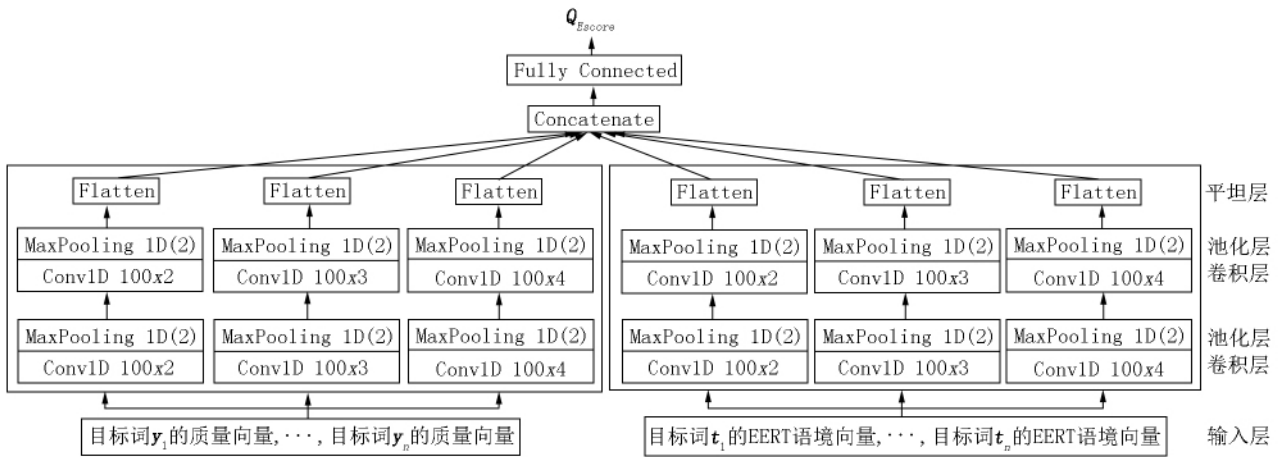 Q_Escore
Fully Connected
Concatenate
Flatten Flatten Flatten Flatten Flatten Flatten 平坦层
MaxPooling 1D(2) MaxPooling 1D(2) MaxPooling 1D(2) MaxPooling 1D(2) MaxPooling 1D(2) MaxPooling 1D(2) 池化层
Conv1D 100x2 Conv1D 100x3 Conv1D 100x4 Conv1D 100x2 Conv1D 100x3 Conv1D 100x4 卷积层
MaxPooling 1D(2) MaxPooling 1D(2) MaxPooling 1D(2) MaxPooling 1D(2) MaxPooling 1D(2) MaxPooling 1D(2) 池化层
Conv1D 100x2 Conv1D 100x3 Conv1D 100x4 Conv1D 100x2 Conv1D 100x3 Conv1D 100x4 卷积层
目标词y₁的质量向量,···, 目标词yₙ的质量向量 目标词t₁的EERT语境向量,···, 目标词tₙ的EERT语境向量 输入层